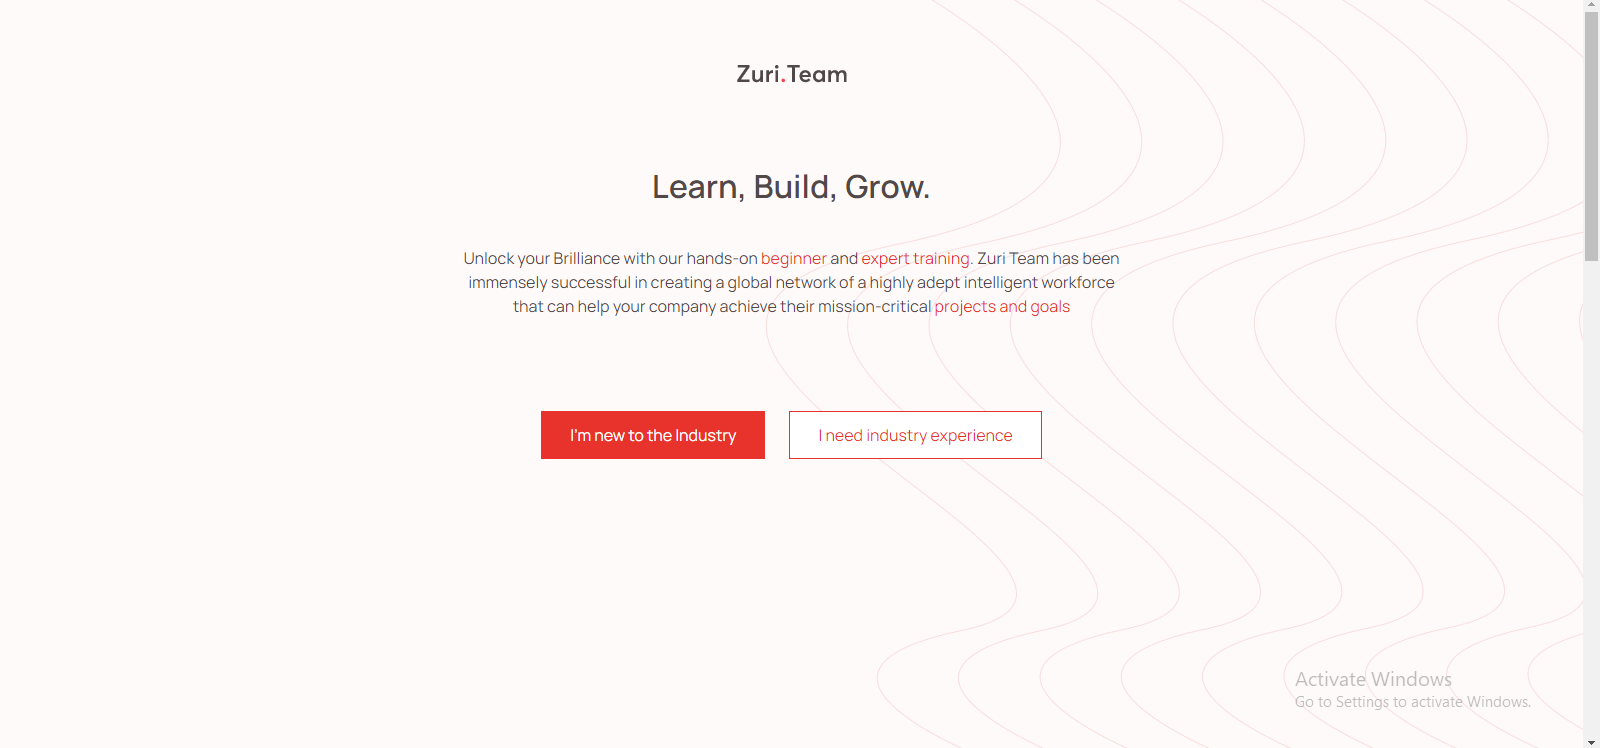 Zuri.Team
Learn, Build, Grow.
Unlock your Brilliance with our hands-on beginner and expert training. Zuri Team has been
immensely successful in creating a global network of a highly adept intelligent workforce
that can help your company achieve their mission-critical projects and goals
I'm new to the Industry
I need industry experience
Activate Windows
Go to Settings to activate Windows.